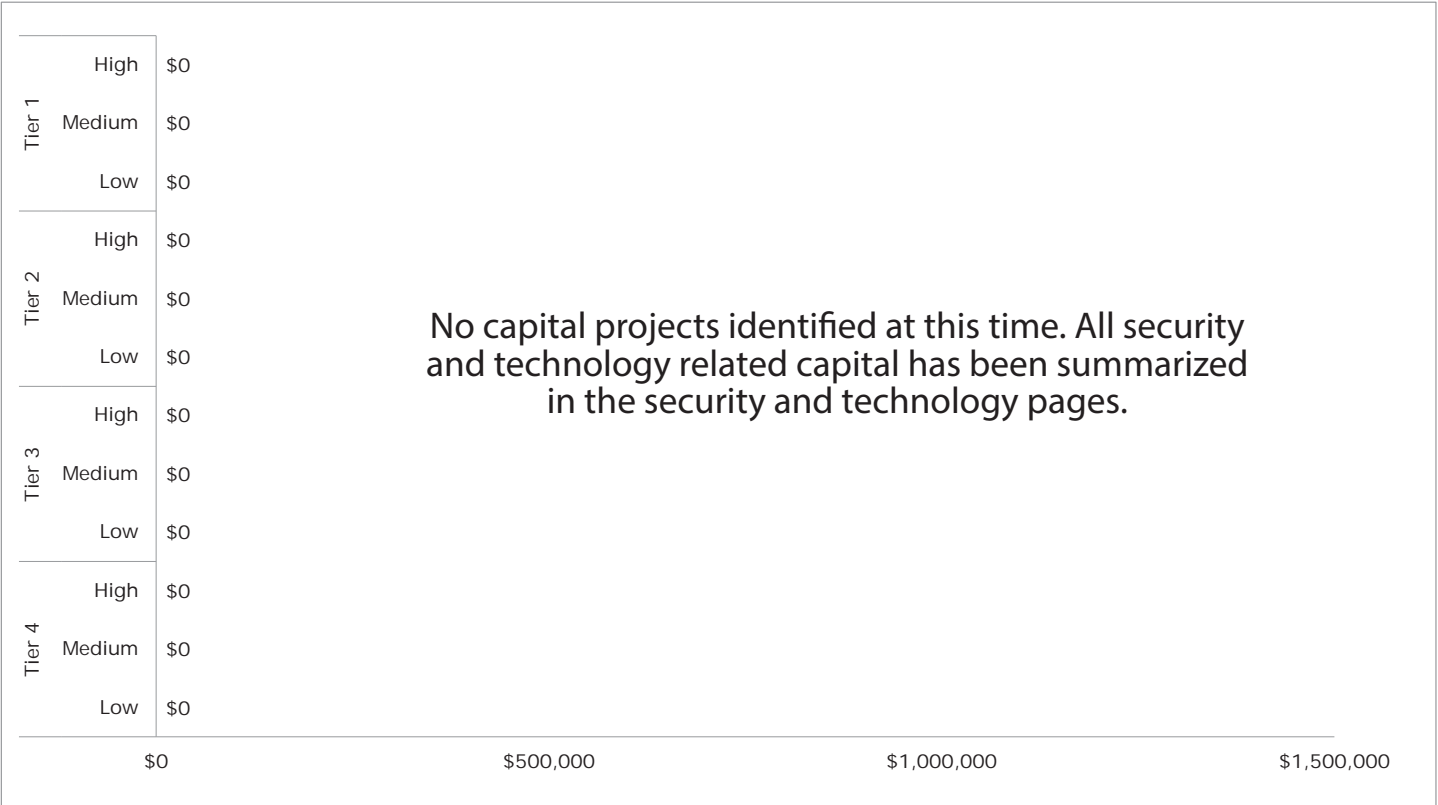 Tier 1
High $0
Medium $0
Low $0
Tier 2
High $0
Medium $0
Low $0
Tier 3
High $0
Medium $0
Low $0
Tier 4
High $0
Medium $0
Low $0
No capital projects identified at this time. All security
and technology related capital has been summarized
in the security and technology pages.
$0 $500,000 $1,000,000 $1,500,000